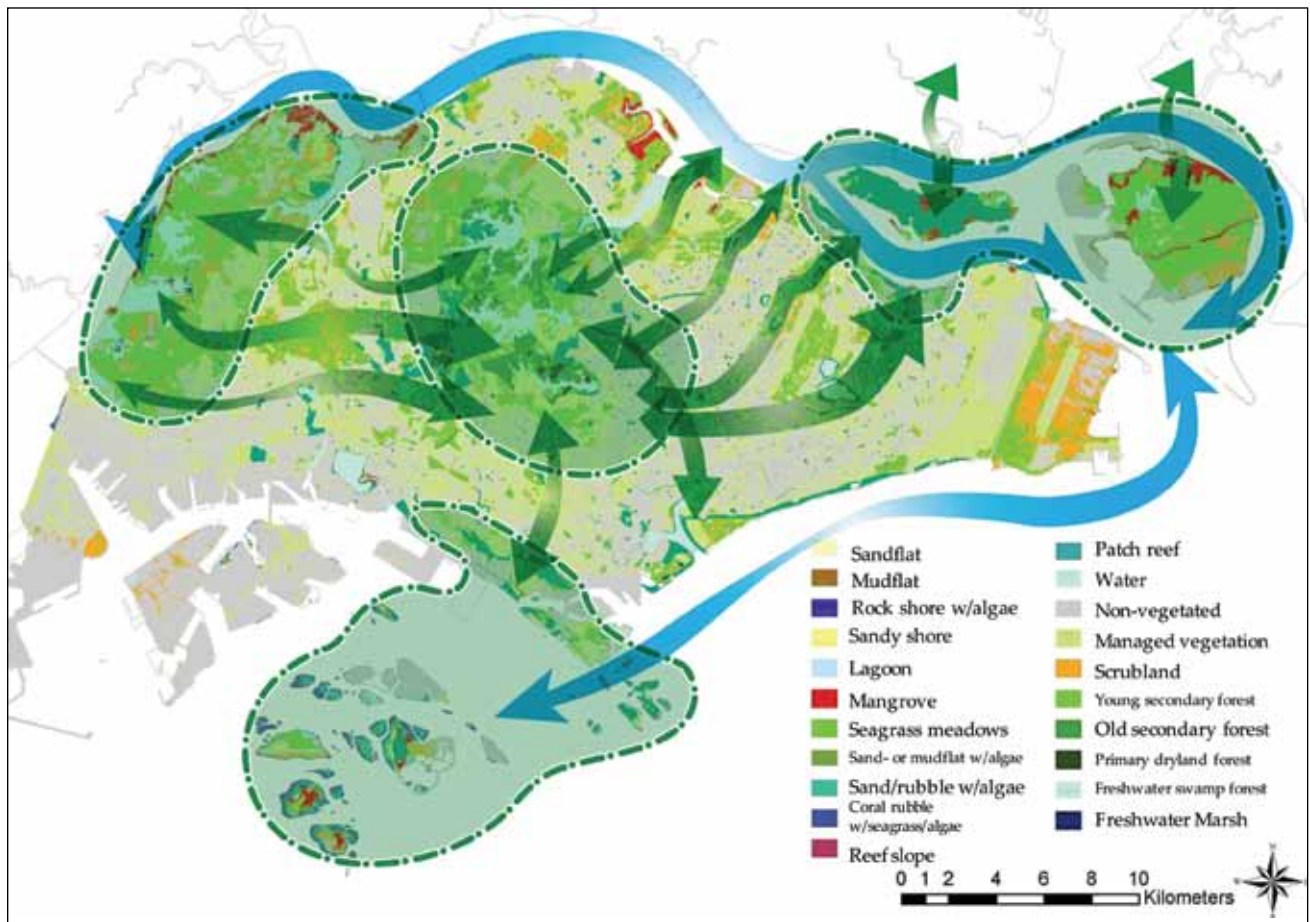 Sandflat
Mudflat
Rock shore w/algae
Sandy shore
Lagoon
Mangrove
Seagrass meadows
Sand- or mudflat w/algae
Sand/rubble w/algae
Coral rubble
w/seagrass/algae
Reef slope
Patch reef
Water
Non-vegetated
Managed vegetation
Scrubland
Young secondary forest
Old secondary forest
Primary dryland forest
Freshwater swamp forest
Freshwater Marsh
0 1 2 4 6 8 10
Kilometers